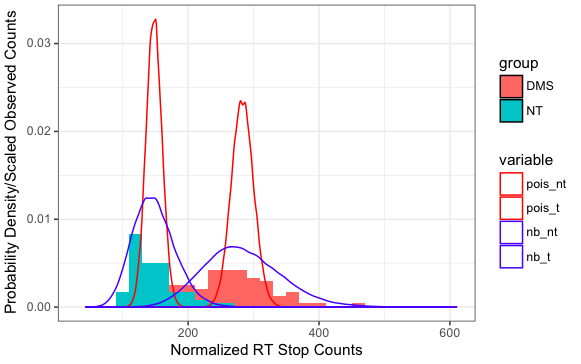 Probability Density/Scaled Observed Counts
0.03
0.02
0.01
0.00
200
400
600
Normalized RT Stop Counts
group
DMS
NT
variable
pois_nt
pois_t
nb_nt
nb_t